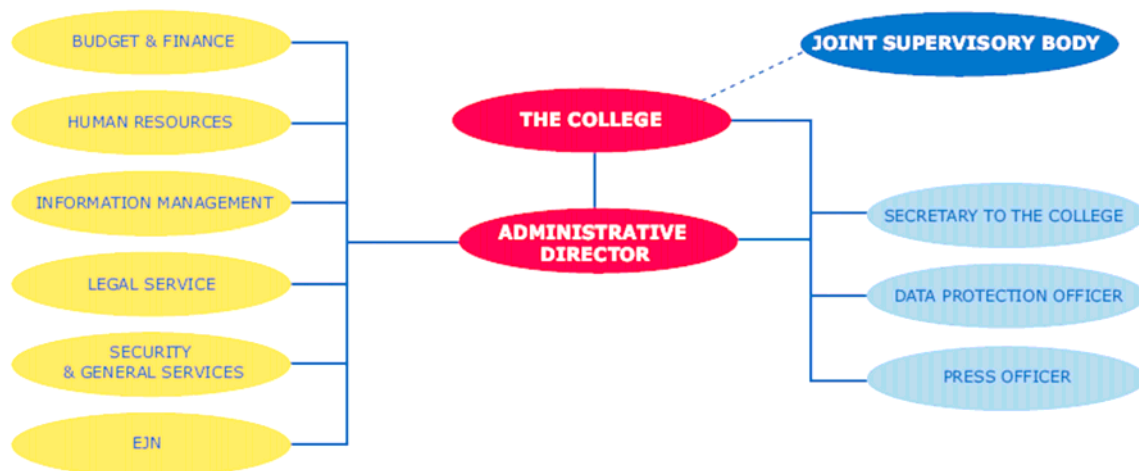 BUDGET & FINANCE
HUMAN RESOURCES
INFORMATION MANAGEMENT
LEGAL SERVICE
SECURITY
& GENERAL SERVICES
EJN
THE COLLEGE
ADMINISTRATIVE
DIRECTOR
JOINT SUPERVISORY BODY
SECRETARY TO THE COLLEGE
DATA PROTECTION OFFICER
PRESS OFFICER